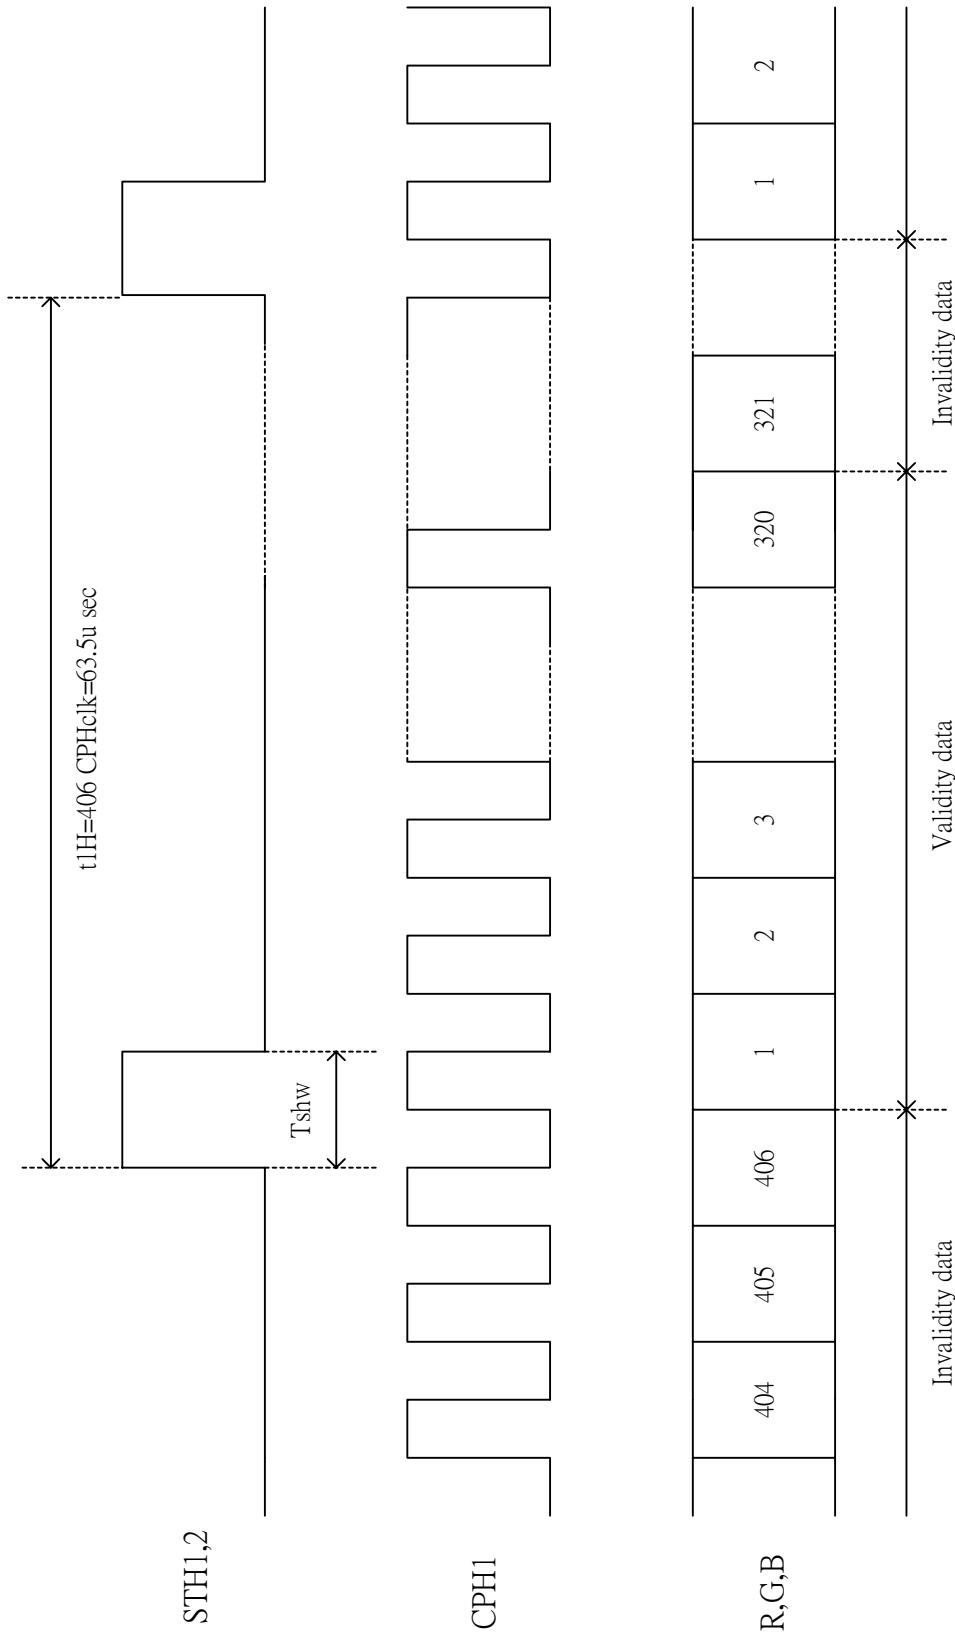 t1H=406 CPHclk=63.5u sec
STH1,2
Tshw
CPH1
R,G,B
404
405
406
1
2
3
320
321
1
2
Invalidity data
Validity data
Invalidity data